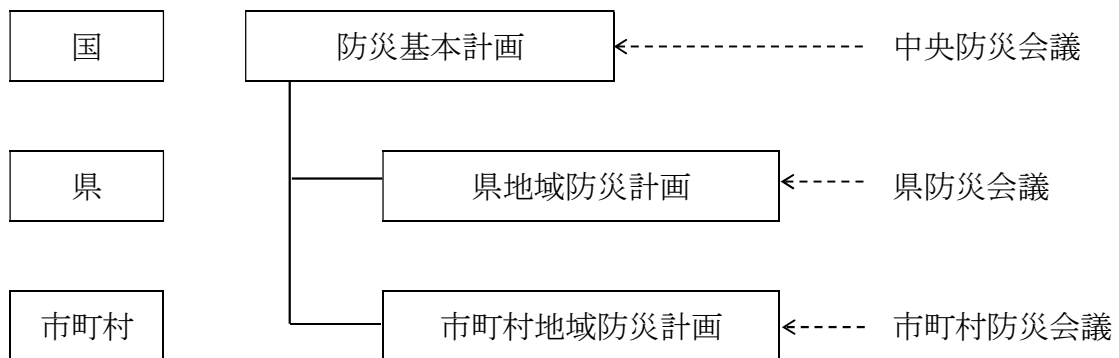 国 防災基本計画 中央防災会議
県 県地域防災計画 県防災会議
市町村 市町村地域防災計画 市町村防災会議